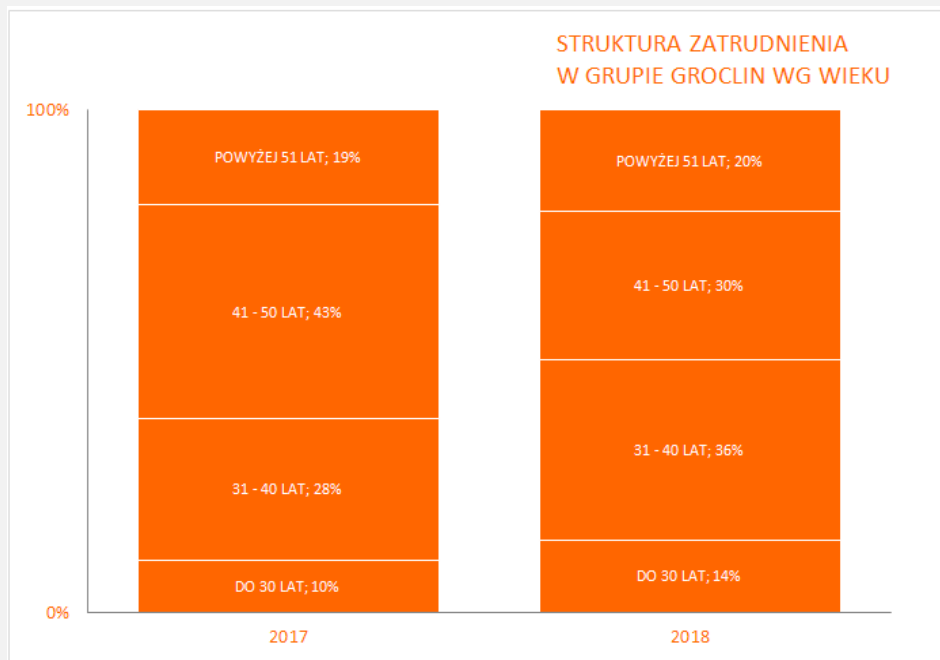 STRUKTURA ZATRUDNIENIA
W GRUPIE GROCLIN WG WIEKU
100%
POWYŻEJ 51 LAT; 19%
41 - 50 LAT; 43%
31 - 40 LAT; 28%
DO 30 LAT; 10%
POWYŻEJ 51 LAT; 20%
41 - 50 LAT; 30%
31 - 40 LAT; 36%
DO 30 LAT; 14%
0%
2017
2018